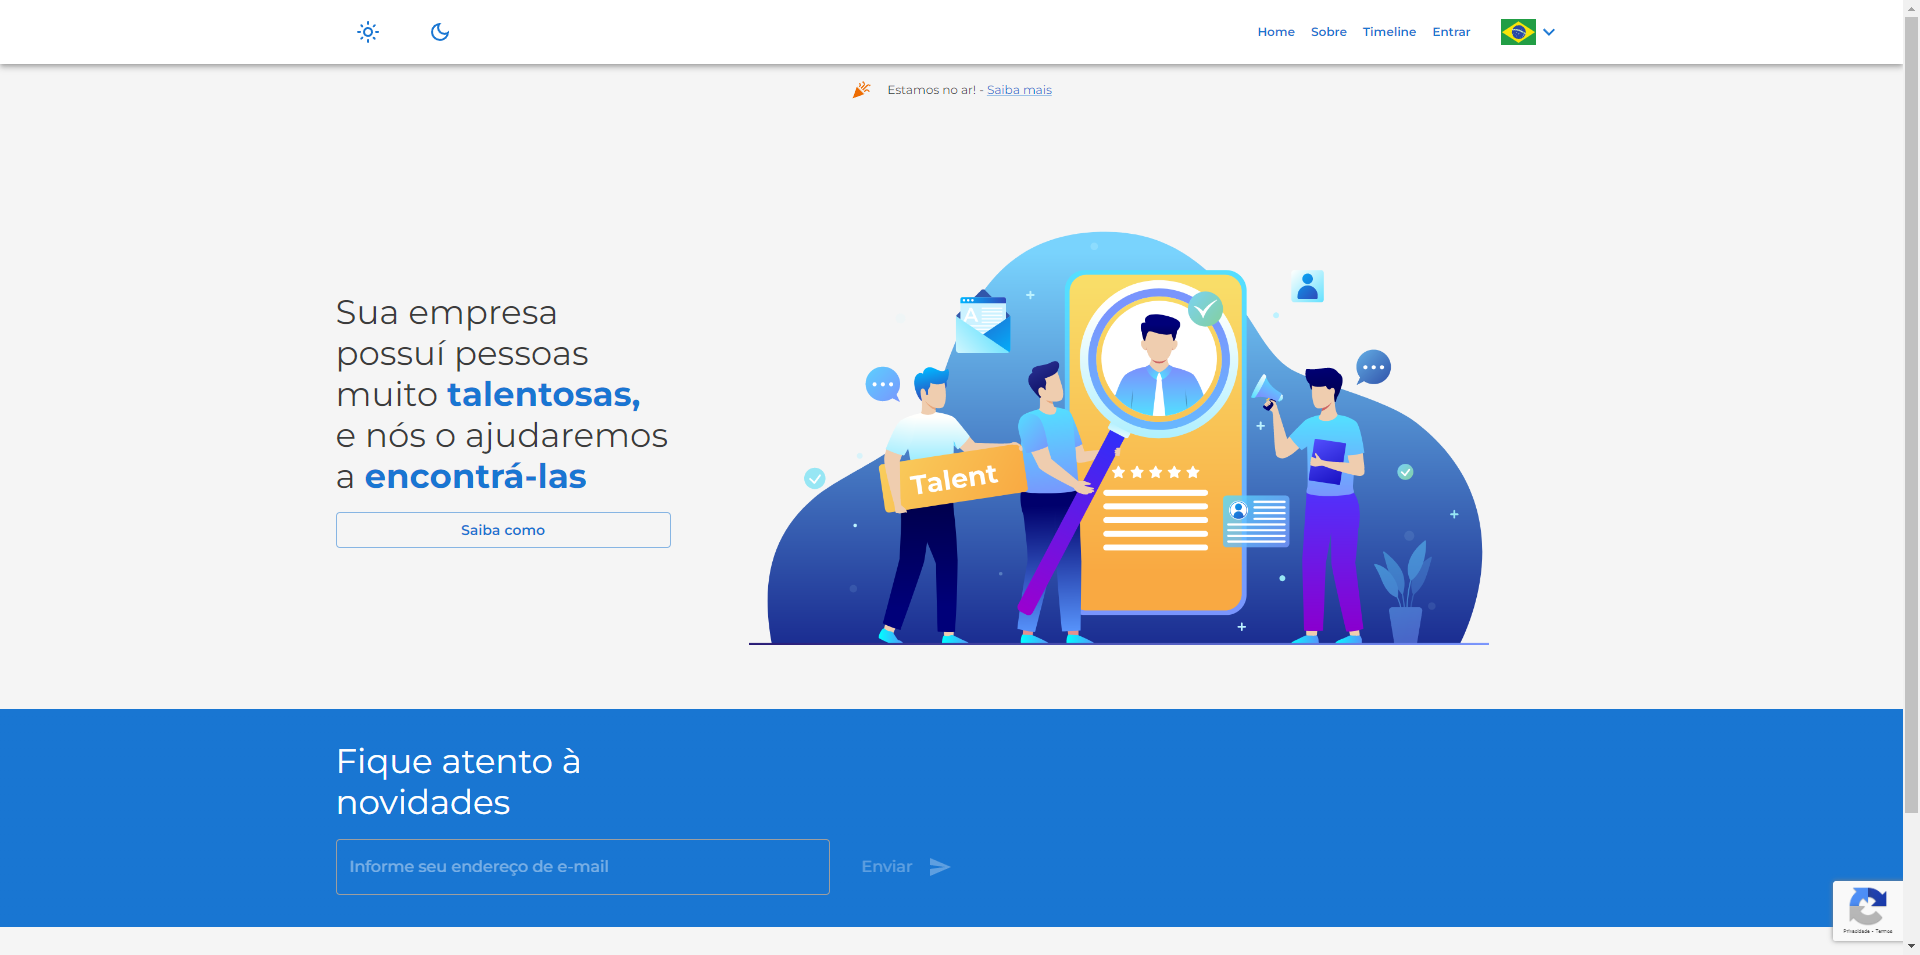 Home Sobre Timeline Entrar
Estamos no ar! - Saiba mais
Sua empresa
possuí pessoas
muito talentosas,
e nós o ajudaremos
a encontrá-las
Saiba como
A
Talent
Fique atento à
novidades
Informe seu endereço de e-mail
Enviar
Privacidade - Termos